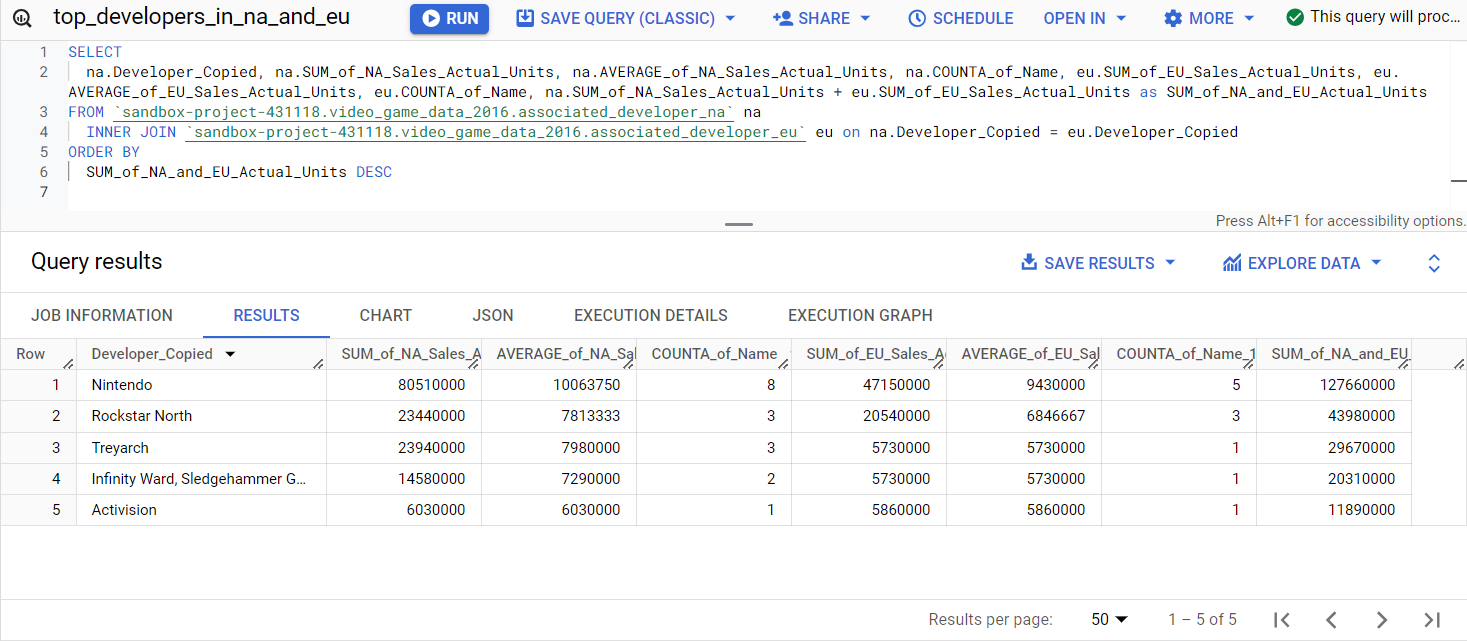 top_developers_in_na_and_eu RUN SAVE QUERY (CLASSIC) SHARE SCHEDULE OPEN IN MORE This query will proc...
1 SELECT
2 na.Developer_Copied, na.SUM_of_NA_Sales_Actual_Units, na.AVERAGE_of_NA_Sales_Actual_Units, na.COUNTA_of_Name, eu.SUM_of_EU_Sales_Actual_Units, eu.
AVERAGE_of_EU_Sales_Actual_Units, eu.COUNTA_of_Name, na.SUM_of_NA_Sales_Actual_Units + eu.SUM_of_EU_Sales_Actual_Units as SUM_of_NA_and_EU_Actual_Units
3 FROM `sandbox-project-431118.video_game_data_2016.associated_developer_na` na
4 INNER JOIN `sandbox-project-431118.video_game_data_2016.associated_developer_eu` eu on na.Developer_Copied = eu.Developer_Copied
5 ORDER BY
6 SUM_of_NA_and_EU_Actual_Units DESC
7
Press Alt+F1 for accessibility options.
Query results SAVE RESULTS EXPLORE DATA
JOB INFORMATION RESULTS CHART JSON EXECUTION DETAILS EXECUTION GRAPH
Row Developer_Copied SUM_of_NA_Sales_A AVERAGE_of_NA_Sal COUNTA_of_Name SUM_of_EU_Sales_A AVERAGE_of_EU_Sal COUNTA_of_Name_1 SUM_of_NA_and_EU_
1 Nintendo 80510000 10063750 8 47150000 9430000 5 127660000
2 Rockstar North 23440000 7813333 3 20540000 6846667 3 43980000
3 Treyarch 23940000 7980000 3 5730000 5730000 1 29670000
4 Infinity Ward, Sledgehammer G... 14580000 7290000 2 5730000 5730000 1 20310000
5 Activision 6030000 6030000 1 5860000 5860000 1 11890000
Results per page: 50 1 – 5 of 5